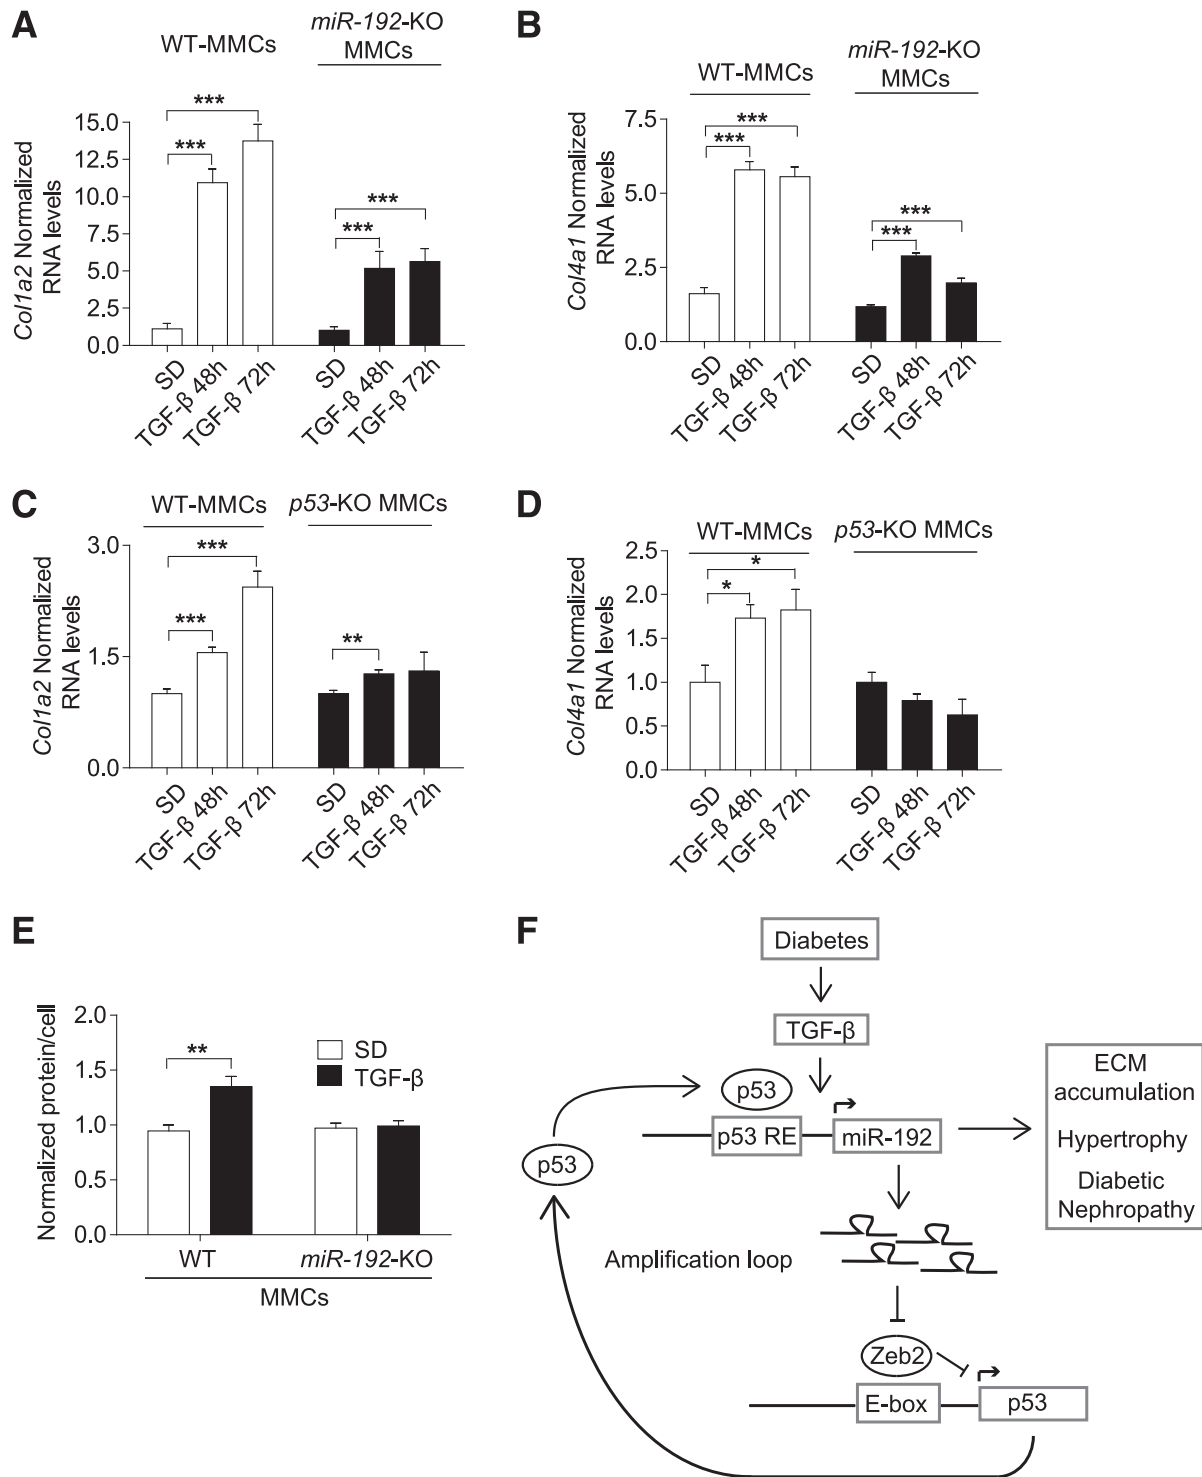 A
WT-MMCs
miR-192-KO
MMCs
Col1a2 Normalized
RNA levels
15.0
12.5
10.0
7.5
5.0
2.5
0.0
***
***
***
***
SD
TGF-β 48h
TGF-β 72h
SD
TGF-β 48h
TGF-β 72h
B
WT-MMCs
miR-192-KO
MMCs
Col4a1 Normalized
RNA levels
7.5
5.0
2.5
0.0
***
***
***
***
SD
TGF-β 48h
TGF-β 72h
SD
TGF-β 48h
TGF-β 72h
C
WT-MMCs
p53-KO MMCs
Col1a2 Normalized
RNA levels
3.0
1.5
0.0
***
***
**
SD
TGF-β 48h
TGF-β 72h
SD
TGF-β 48h
TGF-β 72h
D
WT-MMCs
p53-KO MMCs
Col4a1 Normalized
RNA levels
2.5
2.0
1.5
1.0
0.5
0.0
*
*
SD
TGF-β 48h
TGF-β 72h
SD
TGF-β 48h
TGF-β 72h
E
Normalized protein/cell
2.0
1.5
1.0
0.5
0.0
**
SD
TGF-β
WT
miR-192-KO
MMCs
F
Diabetes
TGF-β
p53
p53 RE
miR-192
p53
ECM
accumulation
Hypertrophy
Diabetic
Nephropathy
Amplification loop
Zeb2
E-box
p53